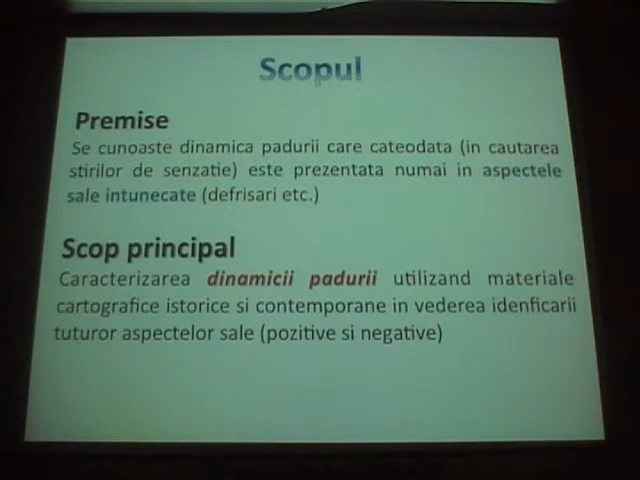 Scopul
Premise
Se cunoaste dinamica padurii care cateodata (in cautarea
stirilor de senzatie) este prezentata numai in aspectele
sale intunecate (defrisari etc.)
Scop principal
Caracterizarea dinamicii padurii utilizand materiale
cartografice istorice si contemporane in vederea idenficarii
tuturor aspectelor sale (pozitive si negative)